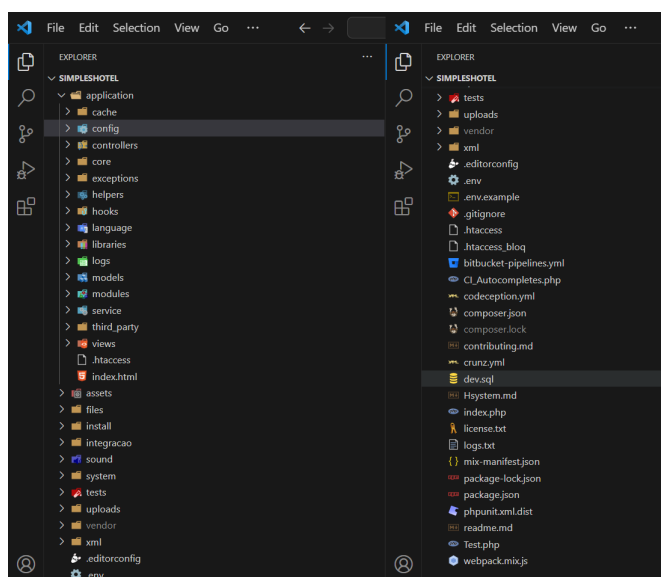 File Edit Selection View Go ···
EXPLORER ···
SIMPLESHOTEL
application
cache
config
controllers
core
exceptions
helpers
hooks
language
libraries
logs
models
modules
service
third_party
views
.htaccess
index.html
assets
files
install
integracao
sound
system
tests
uploads
vendor
xml
.editorconfig
.env
File Edit Selection View Go ···
EXPLORER
SIMPLESHOTEL
tests
uploads
vendor
xml
.editorconfig
.env
.env.example
.gitignore
.htaccess
.htaccess_bloq
bitbucket-pipelines.yml
CI_Autocompletes.php
codeception.yml
composer.json
composer.lock
contributing.md
crunz.yml
dev.sql
Hsystem.md
index.php
license.txt
logs.txt
mix-manifest.json
package-lock.json
package.json
phpunit.xml.dist
readme.md
Test.php
webpack.mix.js